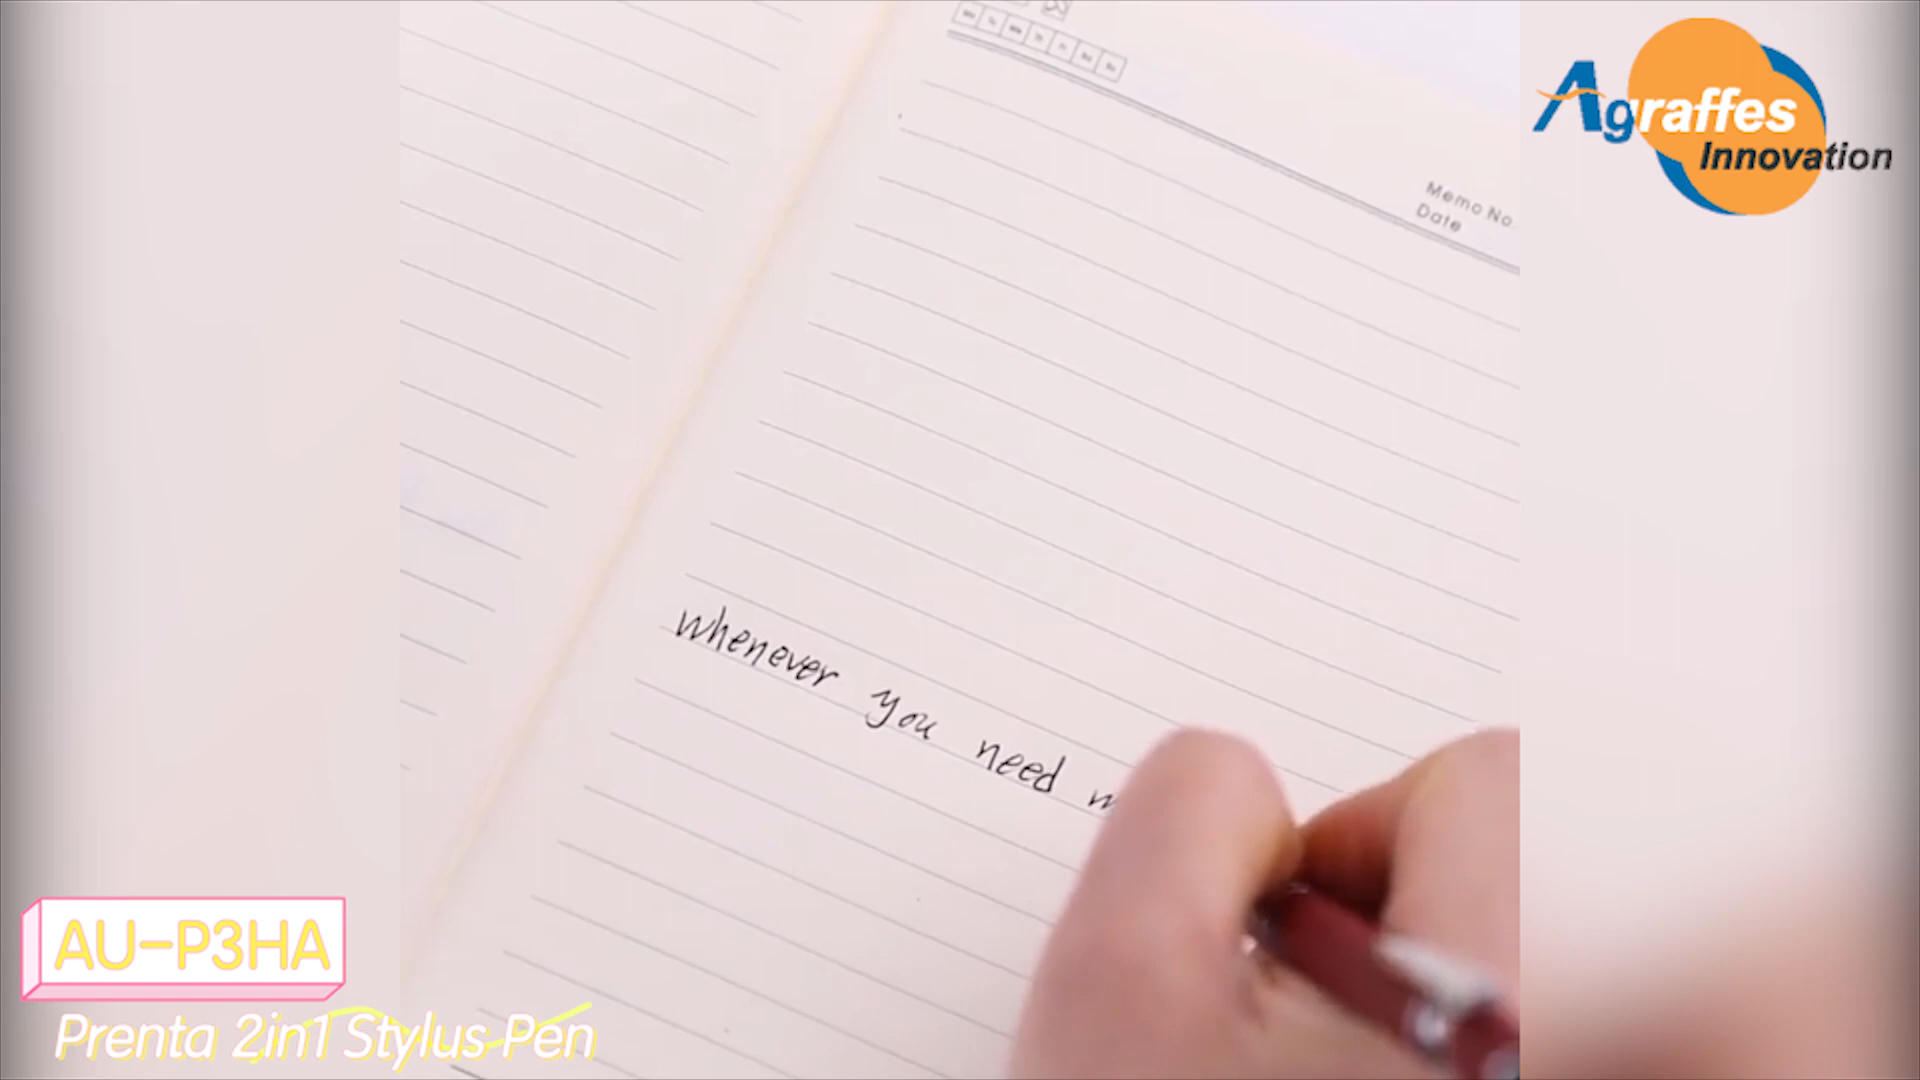 Agraffes
Innovation
Memo No.
Date
whenever you need
AU-P3HA
Prenta 2in1 Stylus Pen